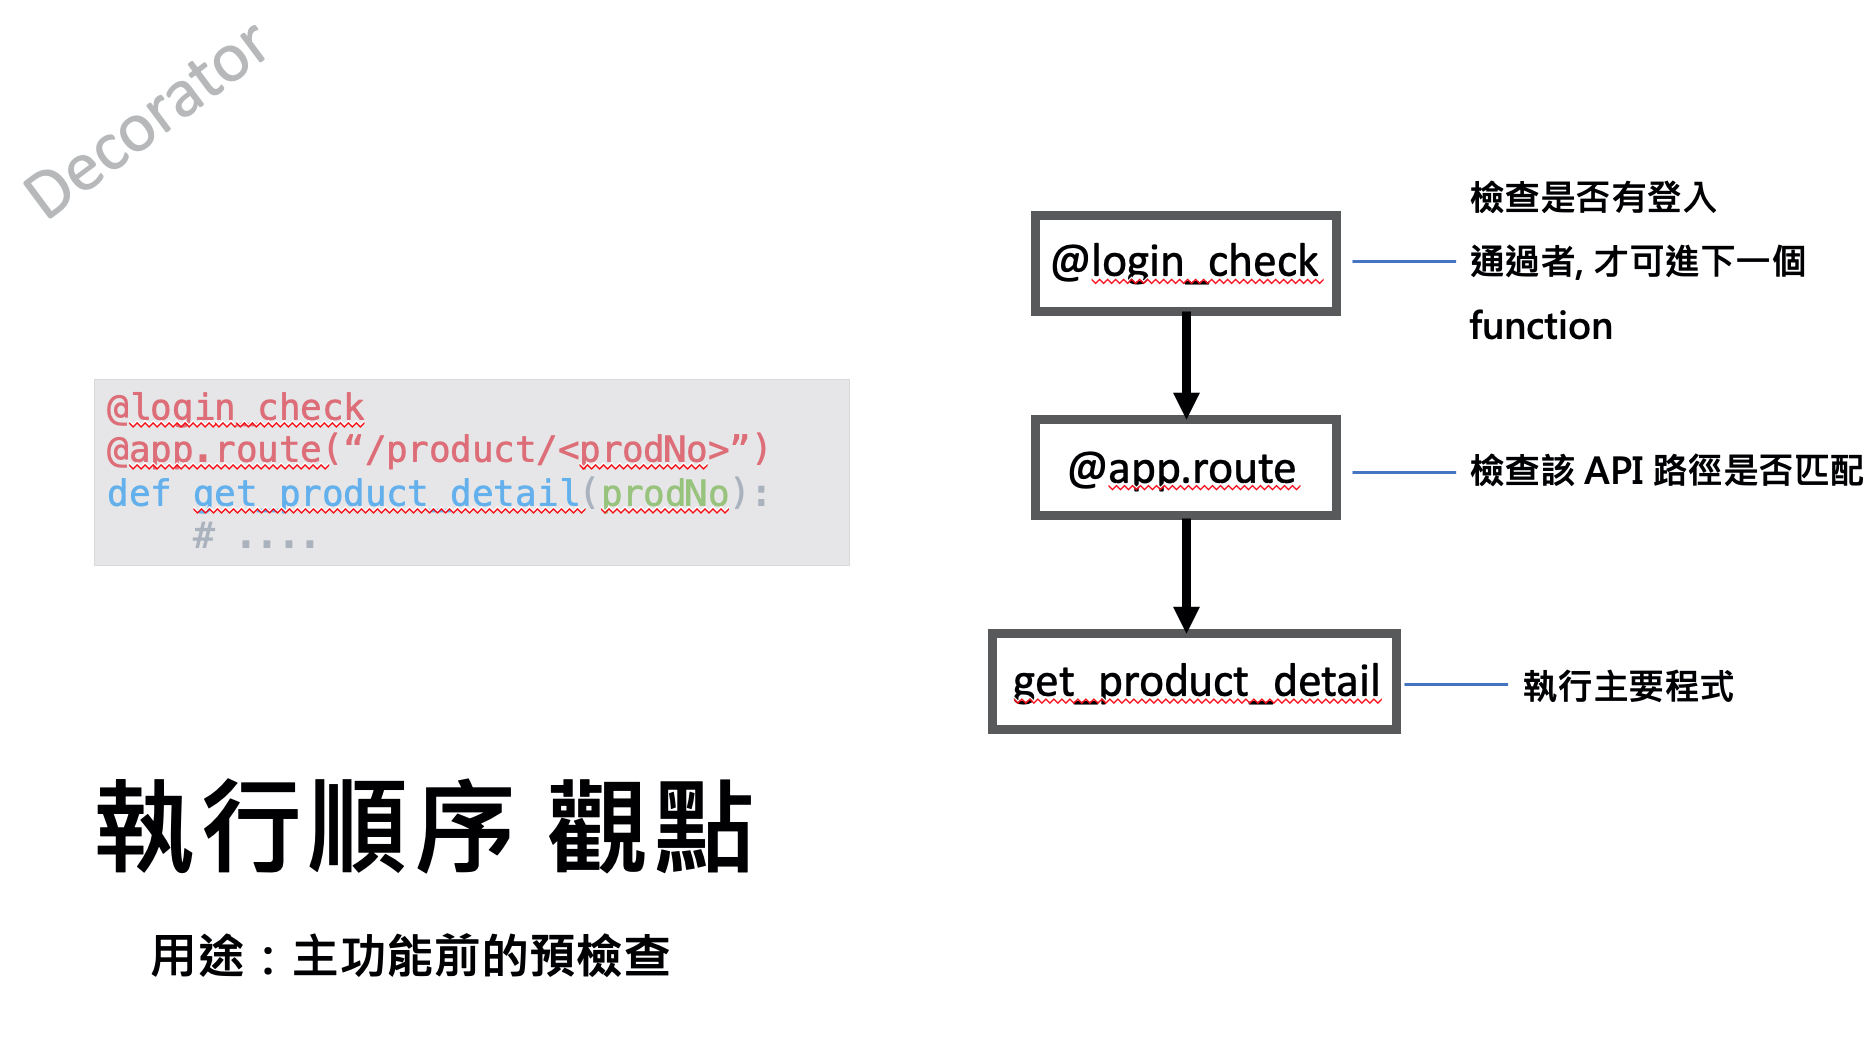 Decorator
@login_check
@app.route(“/product/<prodNo>”)
def get_product_detail(prodNo):
# ....
執行順序 觀點
用途：主功能前的預檢查
@login_check
檢查是否有登入
通過者, 才可進下一個
function
@app.route
檢查該 API 路徑是否匹配
get_product_detail
執行主要程式